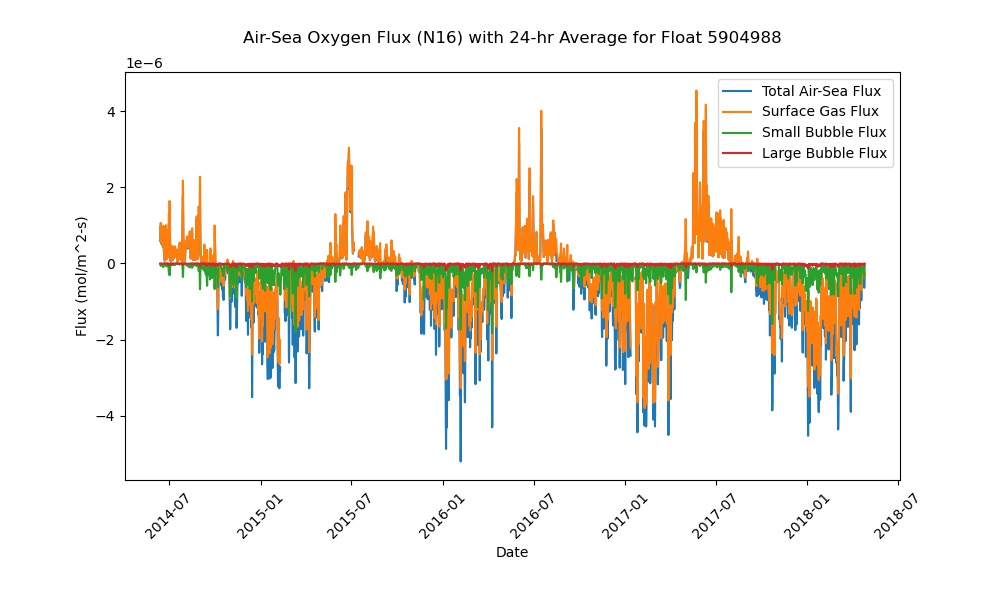 Air-Sea Oxygen Flux (N16) with 24-hr Average for Float 5904988
1e−6
Total Air-Sea Flux
Surface Gas Flux
Small Bubble Flux
Large Bubble Flux
4
2
0
−2
−4
Flux (mol/m^2-s)
2014-07
2015-01
2015-07
2016-01
2016-07
2017-01
2017-07
2018-01
2018-07
Date